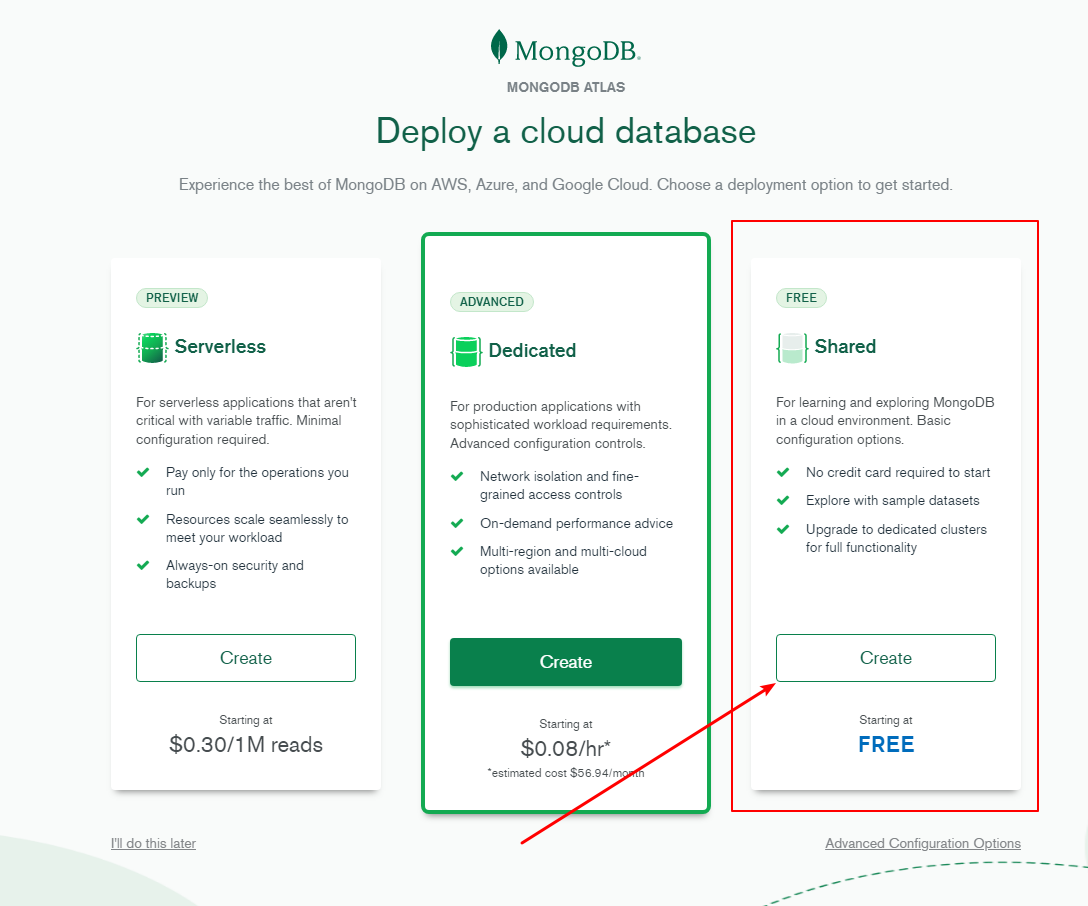 MongoDB.
MONGODB ATLAS
Deploy a cloud database
Experience the best of MongoDB on AWS, Azure, and Google Cloud. Choose a deployment option to get started.
PREVIEW
Serverless
For serverless applications that aren't
critical with variable traffic. Minimal
configuration required.
Pay only for the operations you
run
Resources scale seamlessly to
meet your workload
Always-on security and
backups
Create
Starting at
$0.30/1M reads
ADVANCED
Dedicated
For production applications with
sophisticated workload requirements.
Advanced configuration controls.
Network isolation and fine-
grained access controls
On-demand performance advice
Multi-region and multi-cloud
options available
Create
Starting at
$0.08/hr*
*estimated cost $56.94/month
FREE
Shared
For learning and exploring MongoDB
in a cloud environment. Basic
configuration options.
No credit card required to start
Explore with sample datasets
Upgrade to dedicated clusters
for full functionality
Create
Starting at
FREE
I'll do this later
Advanced Configuration Options